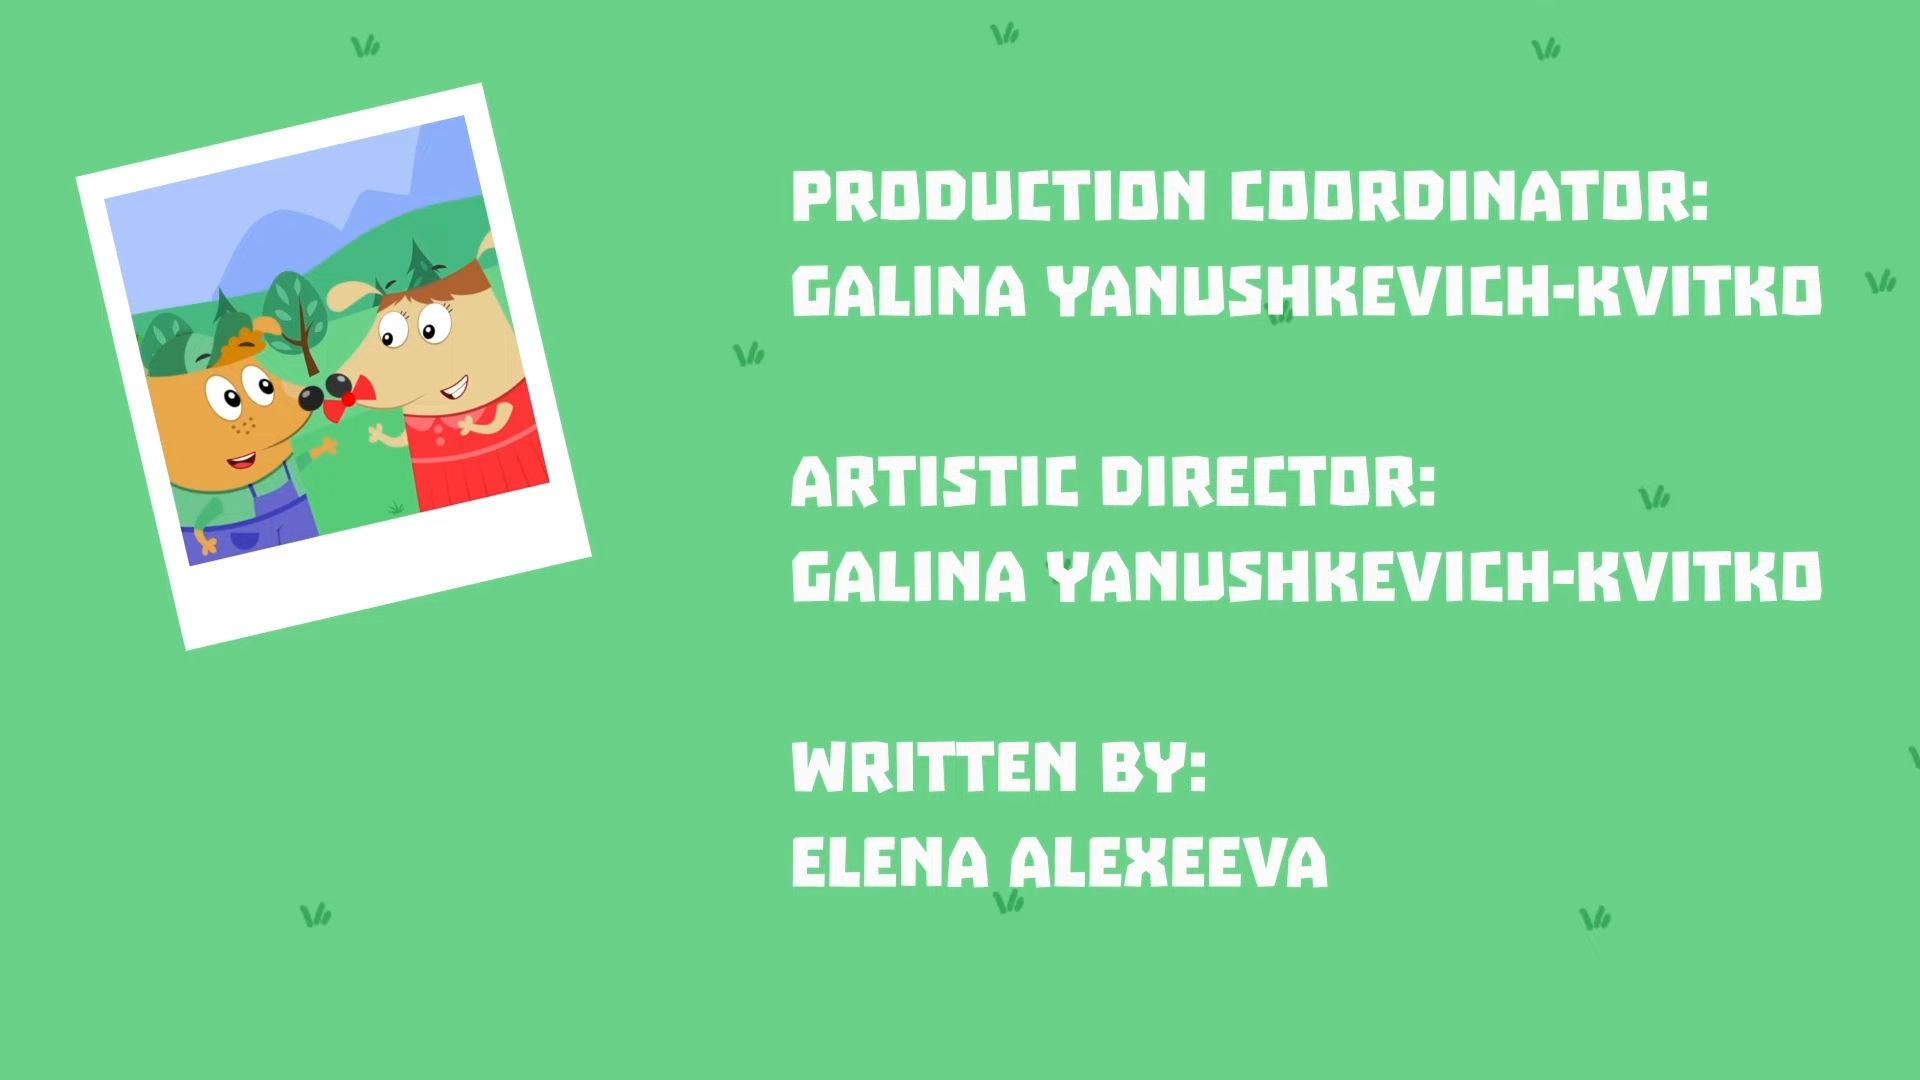 PRODUCTION COORDINATOR:
GALINA YANUSHKEVICH-KVITKO
ARTISTIC DIRECTOR:
GALINA YANUSHKEVICH-KVITKO
WRITTEN BY:
ELENA ALEXEEVA